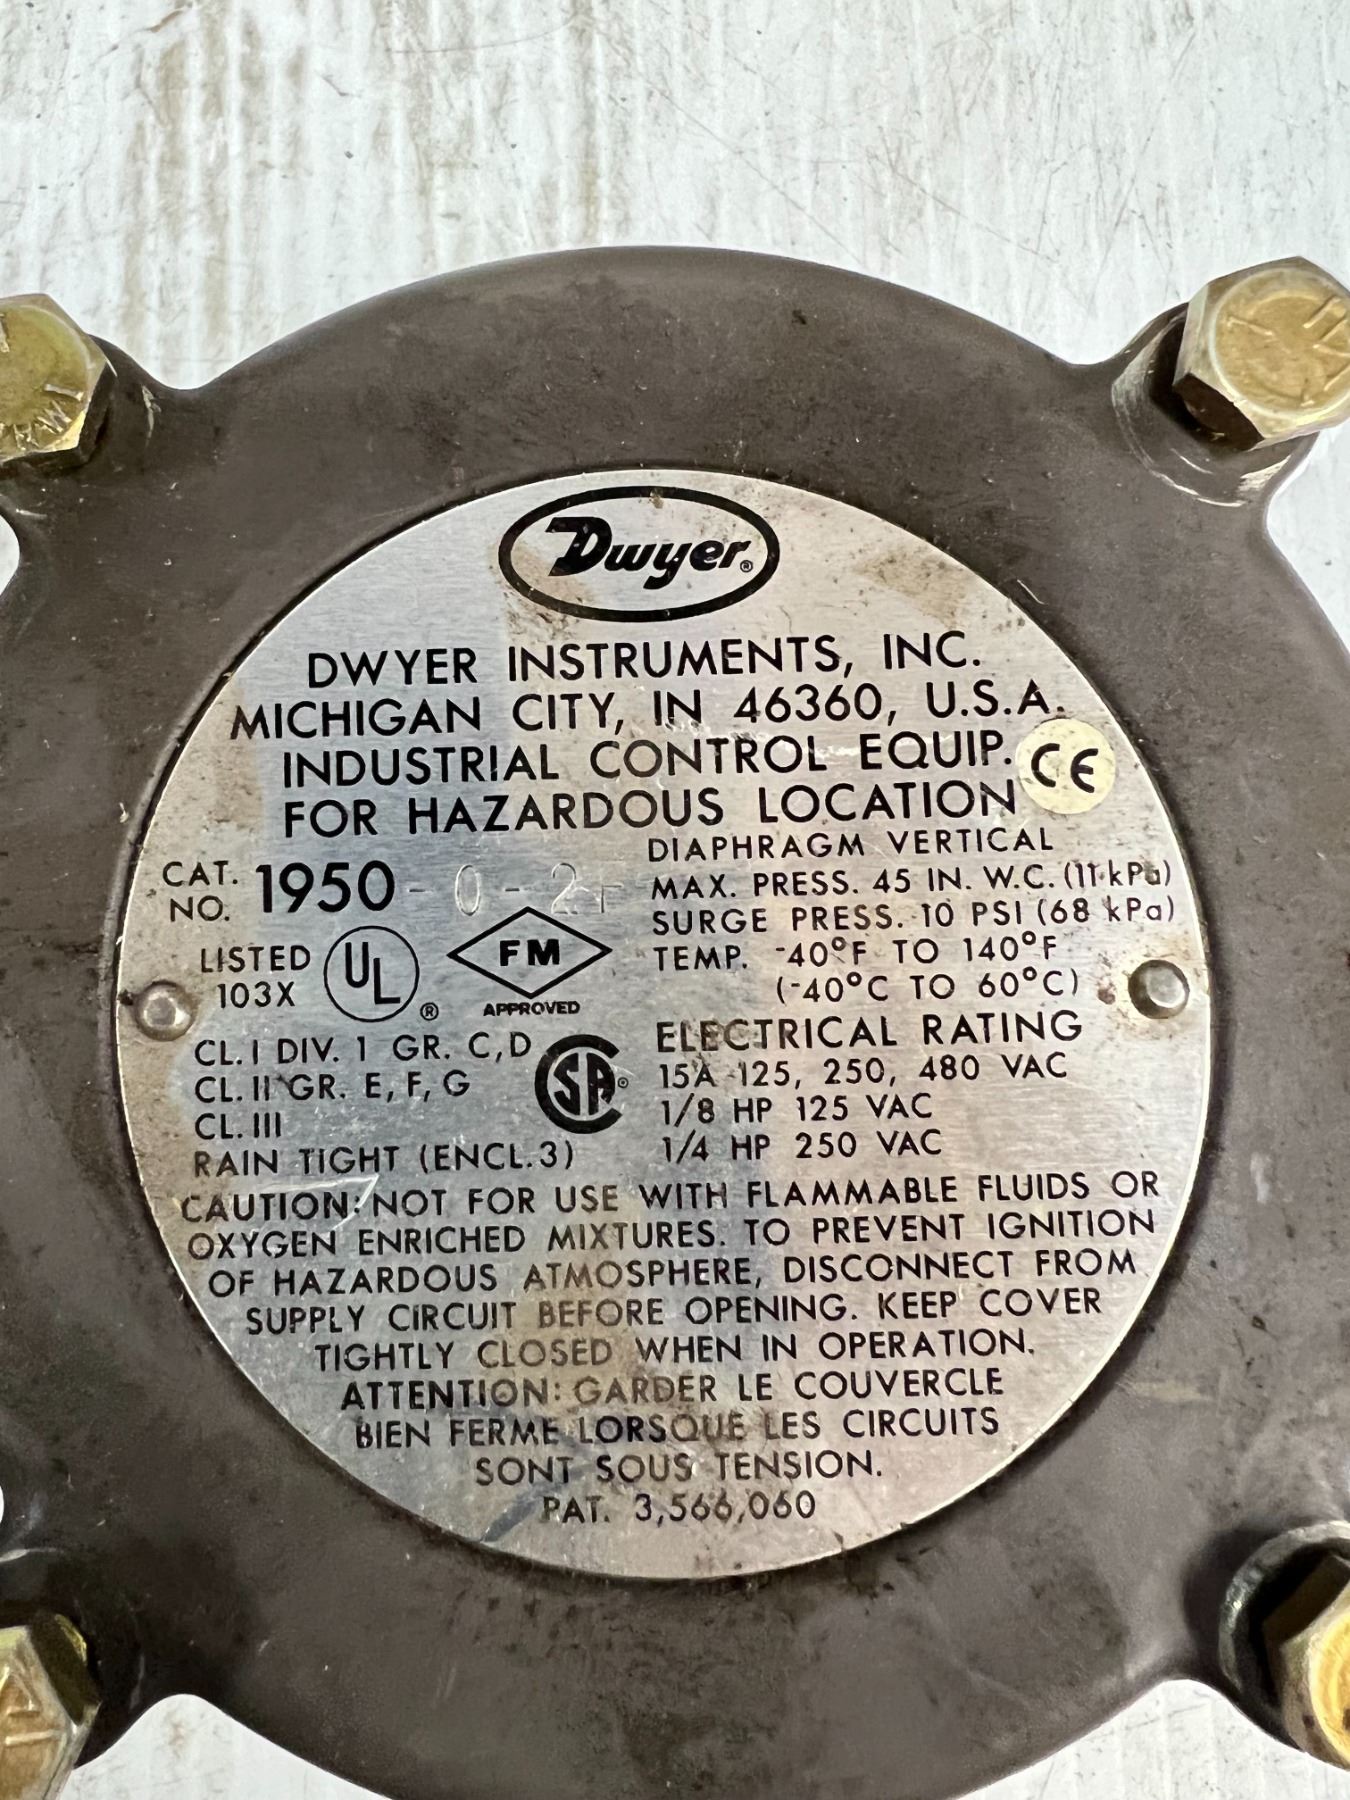 Dwyer®
DWYER INSTRUMENTS, INC.
MICHIGAN CITY, IN 46360, U.S.A.
INDUSTRIAL CONTROL EQUIP.
CE
FOR HAZARDOUS LOCATION
CAT. NO. 1950-0-2F
LISTED 103X
UL®
FM
APPROVED
CL. I DIV. 1 GR. C, D
CL. II GR. E, F, G
CL. III
RAIN TIGHT (ENCL.3)
SA®
DIAPHRAGM VERTICAL
MAX. PRESS. 45 IN. W.C. (11 kPa)
SURGE PRESS. 10 PSI (68 kPa)
TEMP. -40°F TO 140°F
(-40°C TO 60°C)
ELECTRICAL RATING
15A 125, 250, 480 VAC
1/8 HP 125 VAC
1/4 HP 250 VAC
CAUTION: NOT FOR USE WITH FLAMMABLE FLUIDS OR
OXYGEN ENRICHED MIXTURES. TO PREVENT IGNITION
OF HAZARDOUS ATMOSPHERE, DISCONNECT FROM
SUPPLY CIRCUIT BEFORE OPENING. KEEP COVER
TIGHTLY CLOSED WHEN IN OPERATION.
ATTENTION: GARDER LE COUVERCLE
BIEN FERME LORSQUE LES CIRCUITS
SONT SOUS TENSION.
PAT. 3,566,060